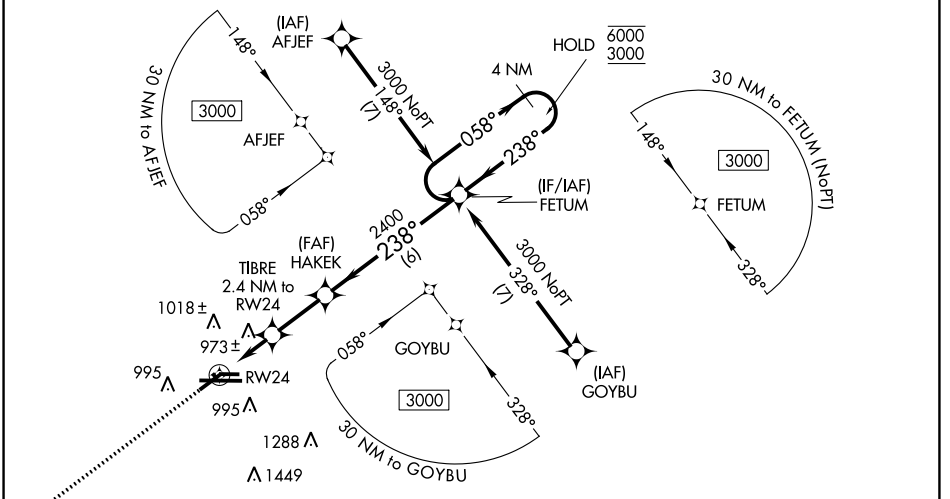 (IAF)
AFJEF
3000 NoPT
148°
(7)
148°
30 NM to AFJEF
3000
AFJEF
058°
HOLD
6000
3000
4 NM
058°
238°
(IF/IAF)
FETUM
30 NM to FETUM (NoPT)
148°
3000
FETUM
328°
2400
238°
(6)
(FAF)
HAKEK
TIBRE
2.4 NM to
RW24
3000 NoPT
328°
(7)
(IAF)
GOYBU
1018±
973±
995
RW24
995
1288
1449
058°
GOYBU
3000
328°
30 NM to GOYBU